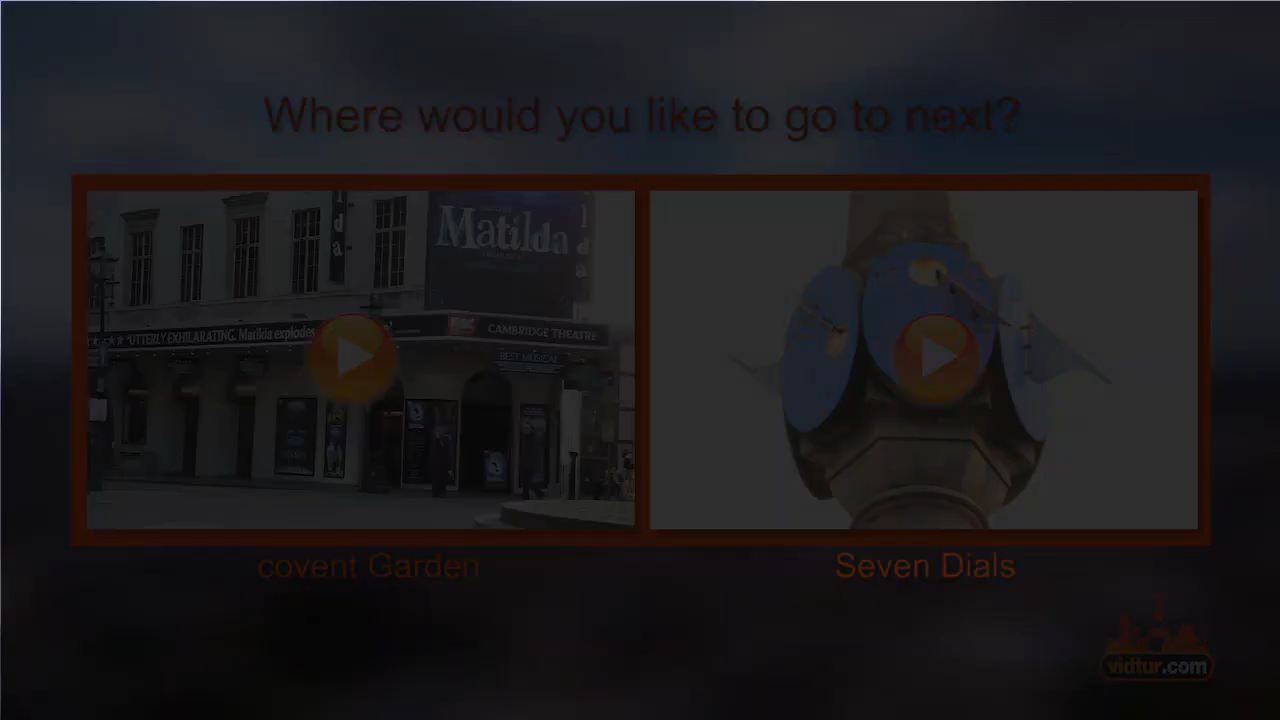 Where would you like to go to next?
l
d
a
Matilda
l
d
a
★ ★ "UTTERLY EXHILARATING. Matilda explodes
CAMBRIDGE THEATRE
BEST MUSICAL
covent Garden
Seven Dials
vidtur.com